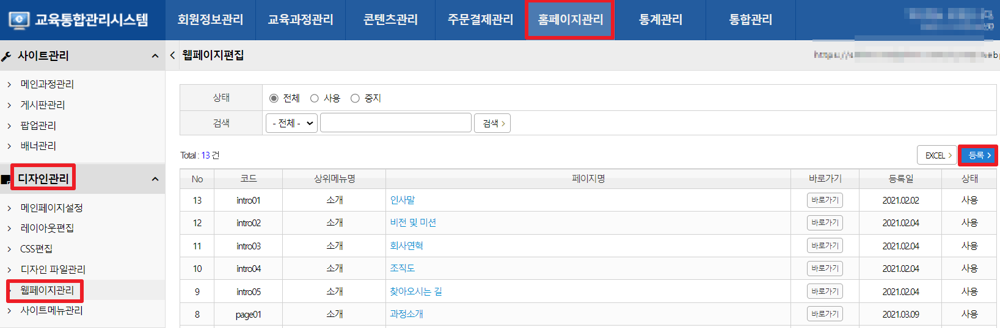 교육통합관리시스템 회원정보관리 교육과정관리 콘텐츠관리 주문결제관리 홈페이지관리 통계관리 통합관리
사이트관리
메인과정관리
게시판관리
팝업관리
배너관리
디자인관리
메인페이지설정
레이아웃편집
CSS편집
디자인 파일관리
웹페이지관리
사이트메뉴관리
웹페이지편집
상태 전체 사용 중지
검색 - 전체 - 검색
Total : 13 건 EXCEL 등록
No 코드 상위메뉴명 페이지명 바로가기 등록일 상태
13 intro01 소개 인사말 바로가기 2021.02.02 사용
12 intro02 소개 비전 및 미션 바로가기 2021.02.04 사용
11 intro03 소개 회사연혁 바로가기 2021.02.04 사용
10 intro04 소개 조직도 바로가기 2021.02.04 사용
9 intro05 소개 찾아오시는 길 바로가기 2021.02.04 사용
8 page01 소개 과정소개 바로가기 2021.03.09 사용